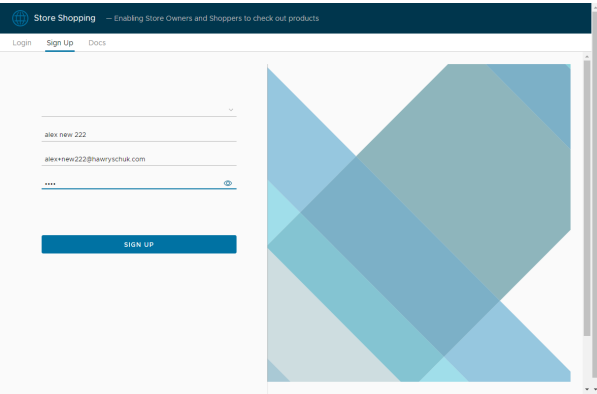 Store Shopping — Enabling Store Owners and Shoppers to check out products
Login Sign Up Docs
alex new 222
alex+new222@hawryschuk.com
••••
SIGN UP